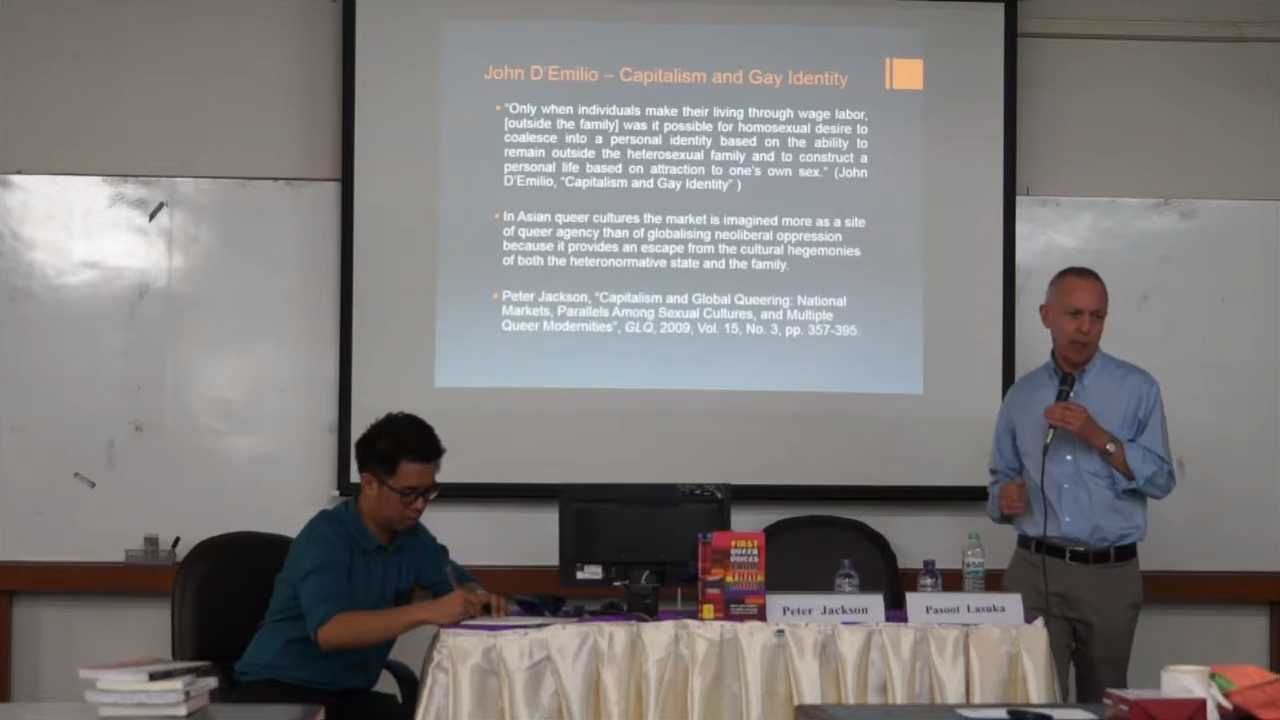 John D'Emilio – Capitalism and Gay Identity
"Only when individuals make their living through wage labor,
[outside the family] was it possible for homosexual desire to
coalesce into a personal identity based on the ability to
remain outside the heterosexual family and to construct a
personal life based on attraction to one's own sex." (John
D'Emilio, "Capitalism and Gay Identity" )
In Asian queer cultures the market is imagined more as a site
of queer agency than of globalising neoliberal oppression
because it provides an escape from the cultural hegemonies
of both the heteronormative state and the family.
Peter Jackson, "Capitalism and Global Queering: National
Markets, Parallels Among Sexual Cultures, and Multiple
Queer Modernities", GLQ, 2009, Vol. 15, No. 3, pp. 357-395.
FIRST
QUEER
VOICES
FROM
THAILAND
Peter Jackson
Pasoot Lasuka